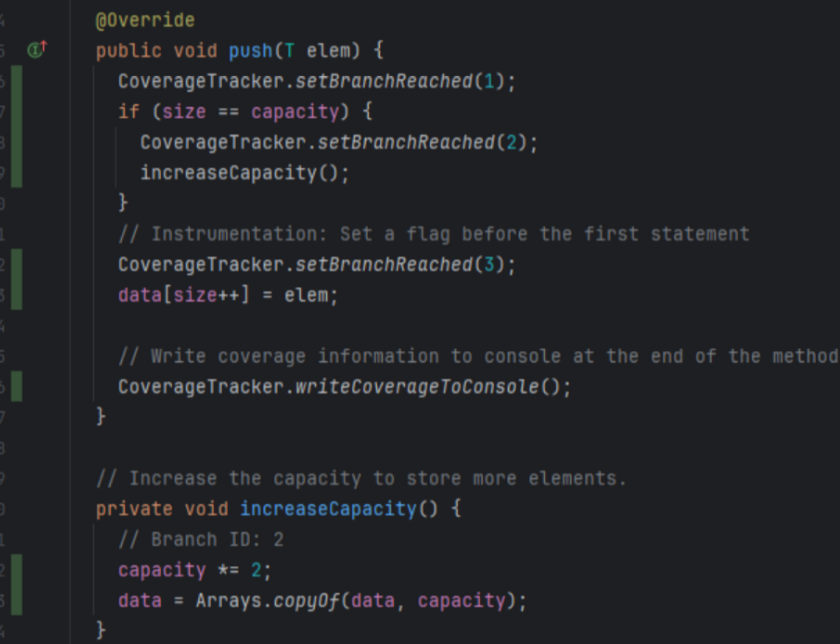 @Override
public void push(T elem) {
CoverageTracker.setBranchReached(1);
if (size == capacity) {
CoverageTracker.setBranchReached(2);
increaseCapacity();
}
// Instrumentation: Set a flag before the first statement
CoverageTracker.setBranchReached(3);
data[size++] = elem;
// Write coverage information to console at the end of the method
CoverageTracker.writeCoverageToConsole();
}
// Increase the capacity to store more elements.
private void increaseCapacity() {
// Branch ID: 2
capacity *= 2;
data = Arrays.copyOf(data, capacity);
}